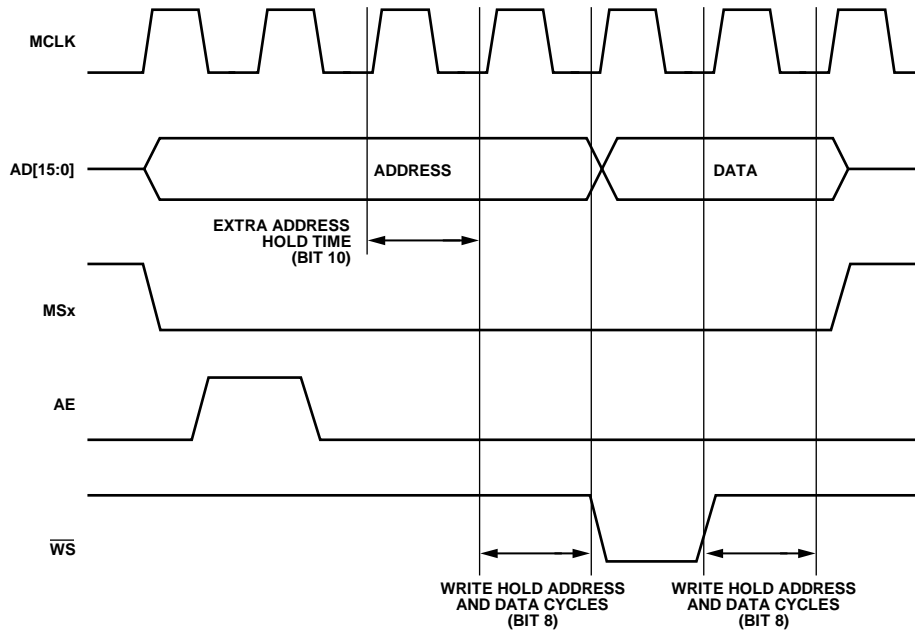 MCLK
AD[15:0]
ADDRESS
DATA
EXTRA ADDRESS
HOLD TIME
(BIT 10)
MSx
AE
WS
WRITE HOLD ADDRESS
AND DATA CYCLES
(BIT 8)
WRITE HOLD ADDRESS
AND DATA CYCLES
(BIT 8)